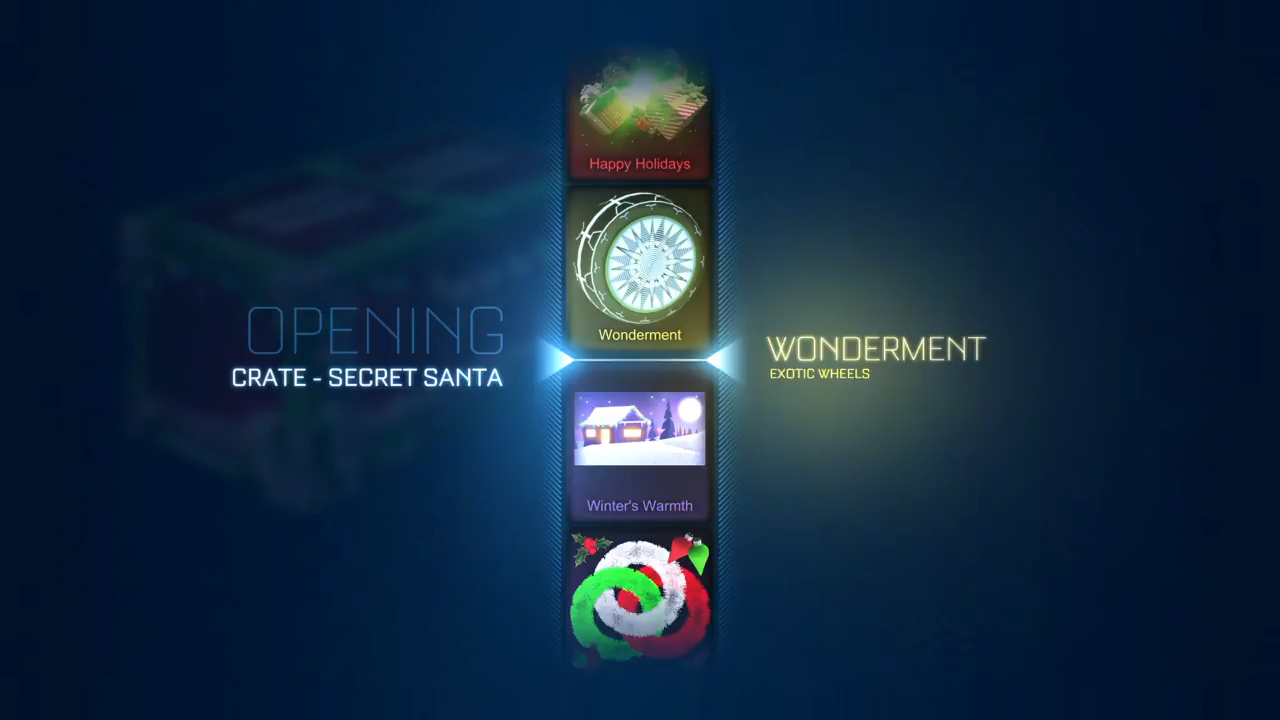 Happy Holidays
Wonderment
OPENING
CRATE - SECRET SANTA
WONDERMENT
EXOTIC WHEELS
Winter's Warmth